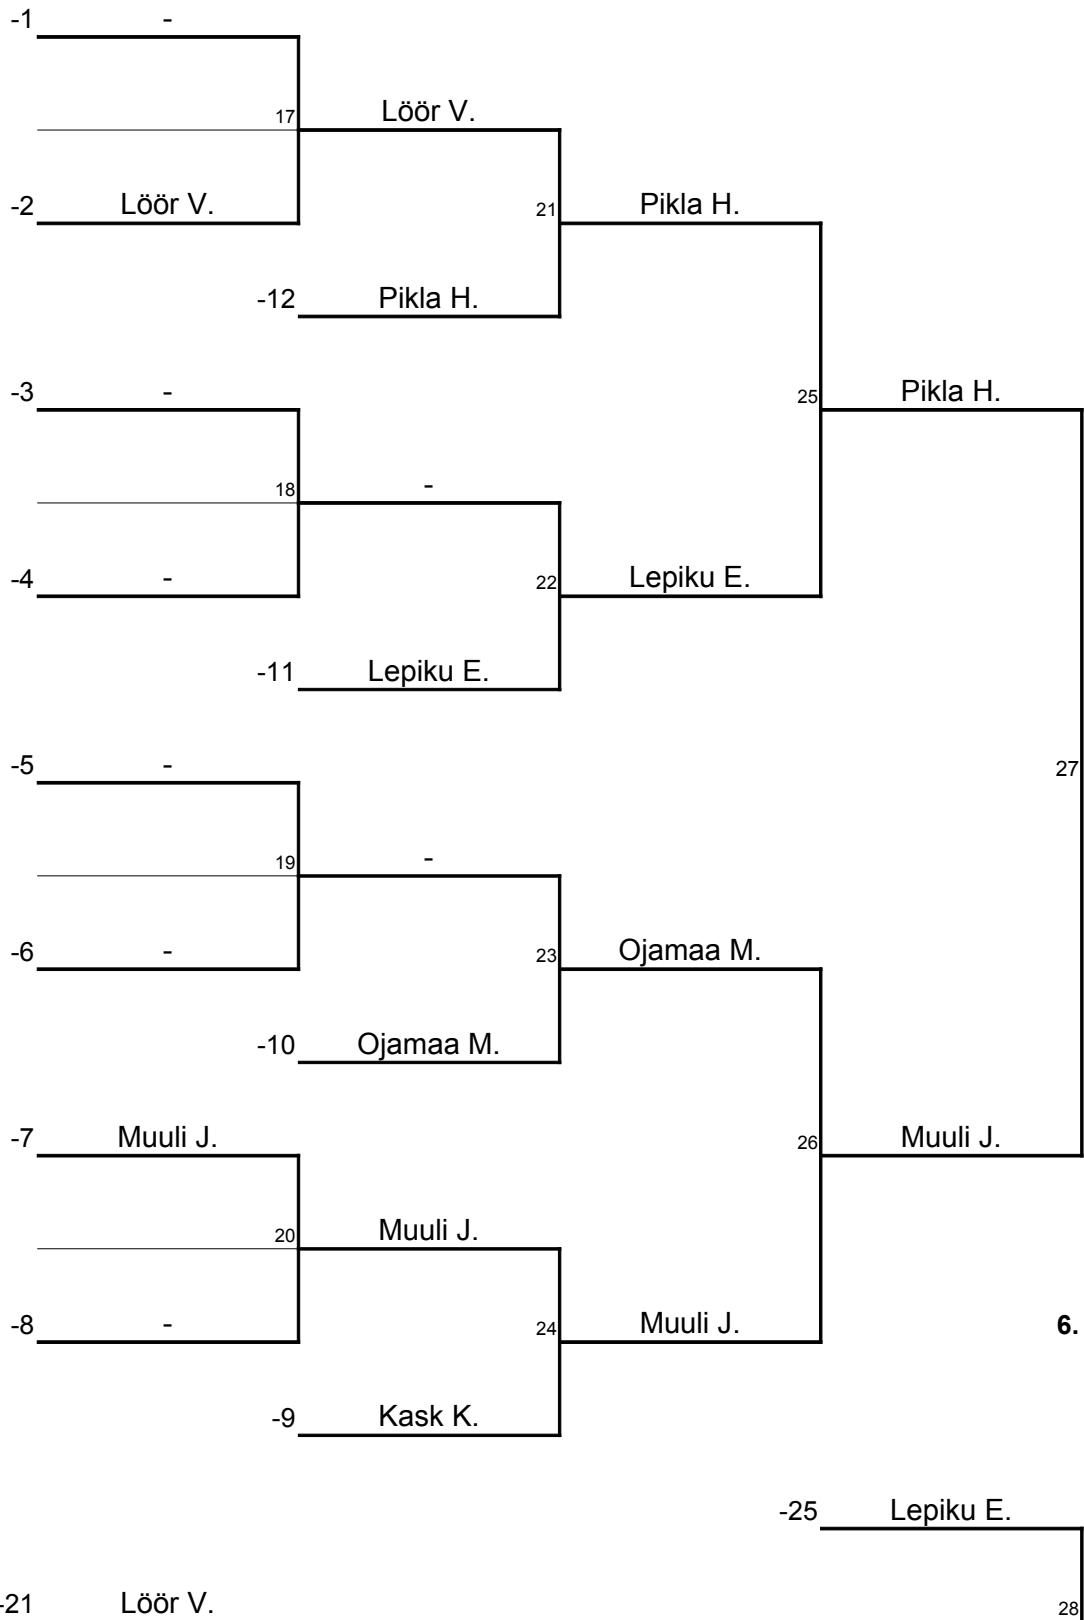 -1 -
17 Löör V.
-2 Löör V. 21 Pikla H.
-12 Pikla H.
-3 - 25 Pikla H.
18 -
-4 - 22 Lepiku E.
-11 Lepiku E.
-5 - 27
19 -
-6 - 23 Ojamaa M.
-10 Ojamaa M.
-7 Muuli J. 26 Muuli J.
20 Muuli J.
-8 - 24 Muuli J. 6.
-9 Kask K.
-25 Lepiku E.
-21 Löör V. 28